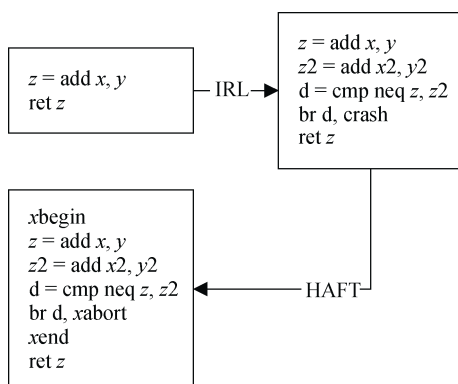 z = add x, y
ret z
IRL
z = add x, y
z2 = add x2, y2
d = cmp neq z, z2
br d, crash
ret z
HAFT
xbegin
z = add x, y
z2 = add x2, y2
d = cmp neq z, z2
br d, xabort
xend
ret z